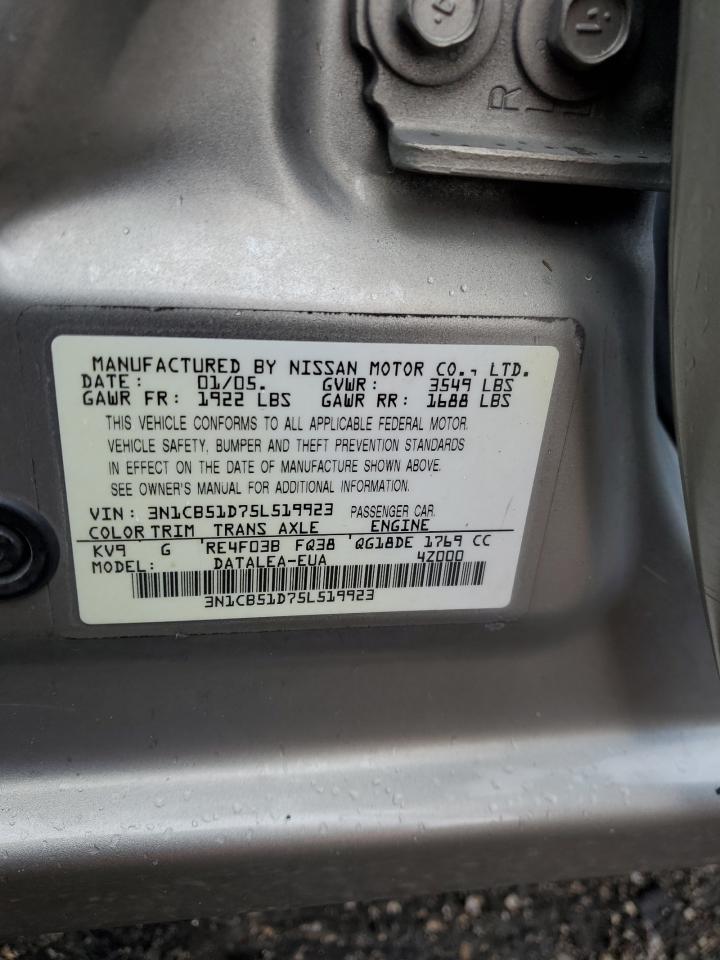 R
L
MANUFACTURED BY NISSAN MOTOR CO., LTD.
DATE: 01/05. GVWR: 3549 LBS
GAWR FR: 1922 LBS GAWR RR: 1688 LBS
THIS VEHICLE CONFORMS TO ALL APPLICABLE FEDERAL MOTOR
VEHICLE SAFETY, BUMPER AND THEFT PREVENTION STANDARDS
IN EFFECT ON THE DATE OF MANUFACTURE SHOWN ABOVE.
SEE OWNER'S MANUAL FOR ADDITIONAL INFORMATION.
VIN: 3N1CB51D75L519923 PASSENGER CAR.
COLOR TRIM TRANS AXLE ENGINE
KV9 G RE4F03B FQ38 QG18DE 1769 CC
MODEL: DATALEA-EUA 4Z000
3N1CB51D75L519923